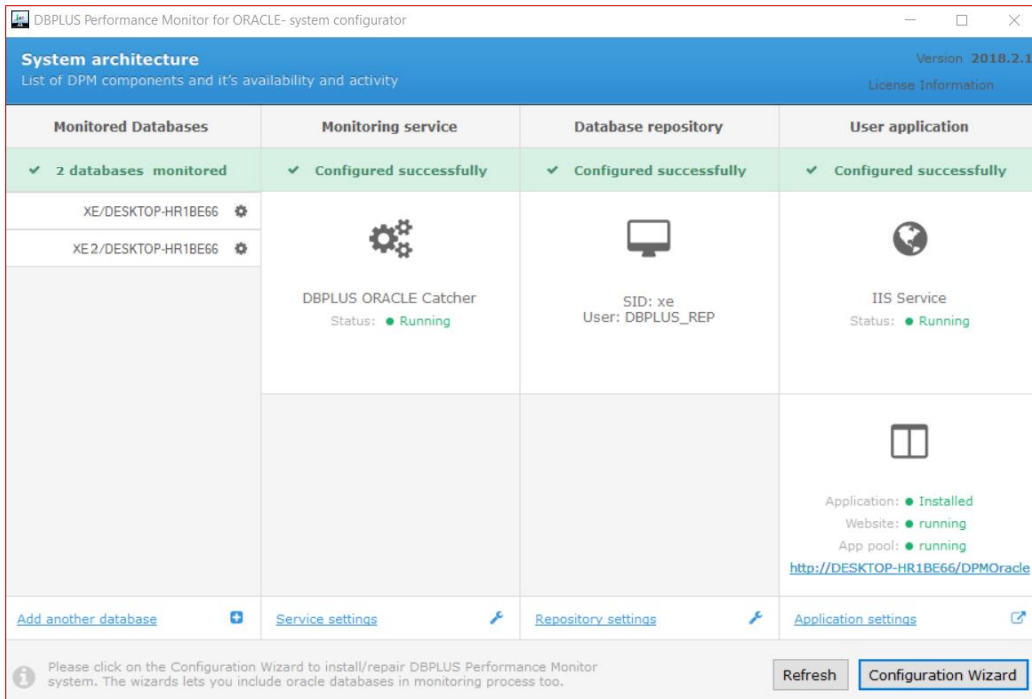 DBPLUS Performance Monitor for ORACLE- system configurator
System architecture
List of DPM components and it's availability and activity
Version 2018.2.1
License Information
Monitored Databases
Monitoring service
Database repository
User application
2 databases monitored
Configured successfully
Configured successfully
Configured successfully
XE/DESKTOP-HR1BE66
XE2/DESKTOP-HR1BE66
DBPLUS ORACLE Catcher
Status: Running
SID: xe
User: DBPLUS_REP
IIS Service
Status: Running
Application: Installed
Website: running
App pool: running
http://DESKTOP-HR1BE66/DPMOracle
Add another database
Service settings
Repository settings
Application settings
Please click on the Configuration Wizard to install/repair DBPLUS Performance Monitor
system. The wizards lets you include oracle databases in monitoring process too.
Refresh
Configuration Wizard